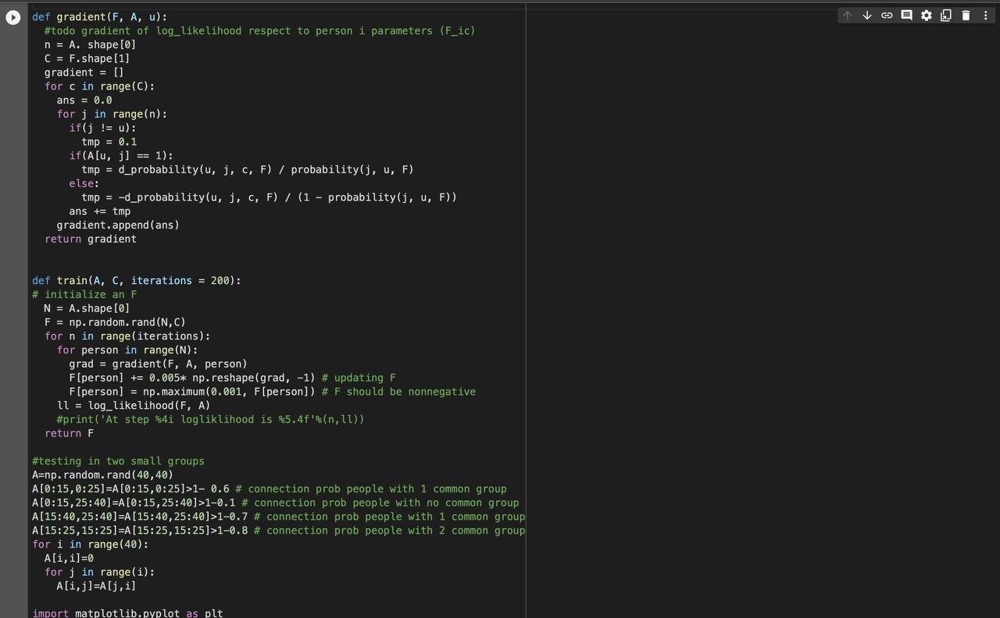 def gradient(F, A, u):
  #todo gradient of log_likelihood respect to person i parameters (F_ic)
  n = A. shape[0]
  C = F.shape[1]
  gradient = []
  for c in range(C):
    ans = 0.0
    for j in range(n):
      if(j != u):
        tmp = 0.1
      if(A[u, j] == 1):
        tmp = d_probability(u, j, c, F) / probability(j, u, F)
      else:
        tmp = -d_probability(u, j, c, F) / (1 - probability(j, u, F))
      ans += tmp
    gradient.append(ans)
  return gradient

def train(A, C, iterations = 200):
# initialize an F
  N = A.shape[0]
  F = np.random.rand(N,C)
  for n in range(iterations):
    for person in range(N):
      grad = gradient(F, A, person)
      F[person] += 0.005* np.reshape(grad, -1) # updating F
      F[person] = np.maximum(0.001, F[person]) # F should be nonnegative
    ll = log_likelihood(F, A)
    #print('At step %4i logliklihood is %5.4f'%(n,ll))
  return F

#testing in two small groups
A=np.random.rand(40,40)
A[0:15,0:25]=A[0:15,0:25]>1- 0.6 # connection prob people with 1 common group
A[0:15,25:40]=A[0:15,25:40]>1-0.1 # connection prob people with no common group
A[15:40,25:40]=A[15:40,25:40]>1-0.7 # connection prob people with 1 common group
A[15:25,15:25]=A[15:25,15:25]>1-0.8 # connection prob people with 2 common group
for i in range(40):
  A[i,i]=0
  for j in range(i):
    A[i,j]=A[j,i]

import matplotlib.pyplot as plt